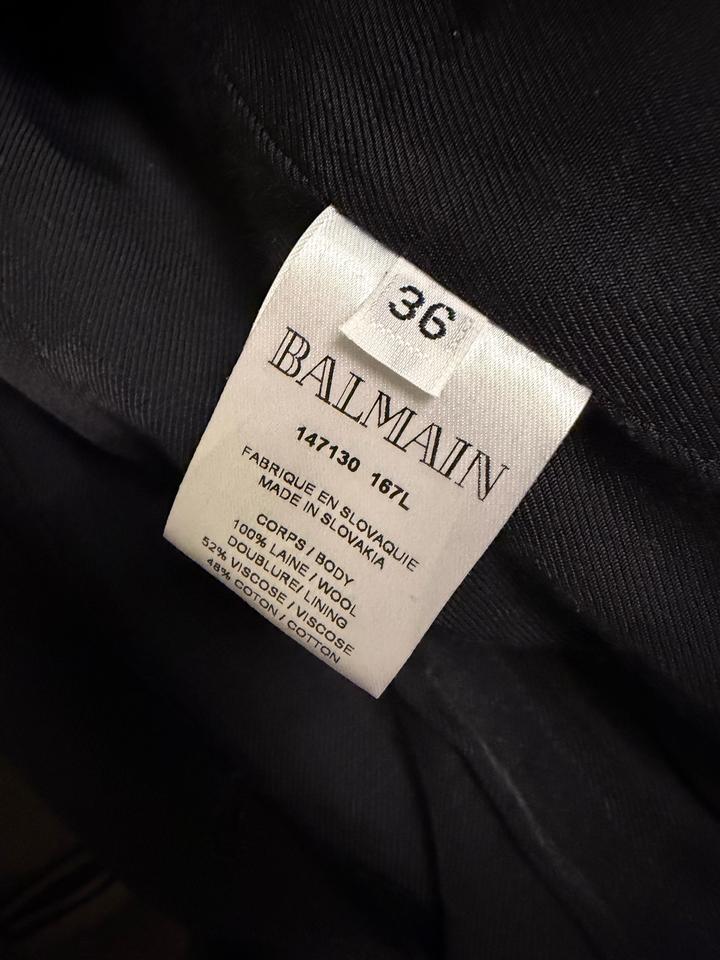 36
BALMAIN
147130 167L
FABRIQUE EN SLOVAQUIE
MADE IN SLOVAKIA
CORPS / BODY
100% LAINE / WOOL
DOUBLURE/ LINING
52% VISCOSE / VISCOSE
48% COTON / COTTON